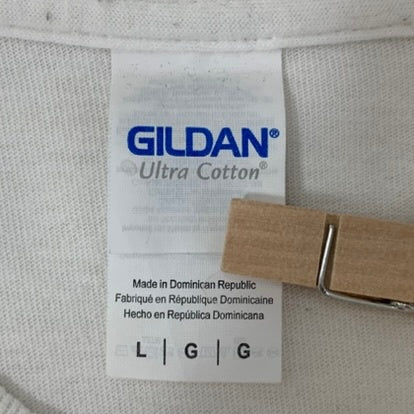 GILDAN®
Ultra Cotton®
Made in Dominican Republic
Fabriqué en République Dominicaine
Hecho en República Dominicana
L | G | G